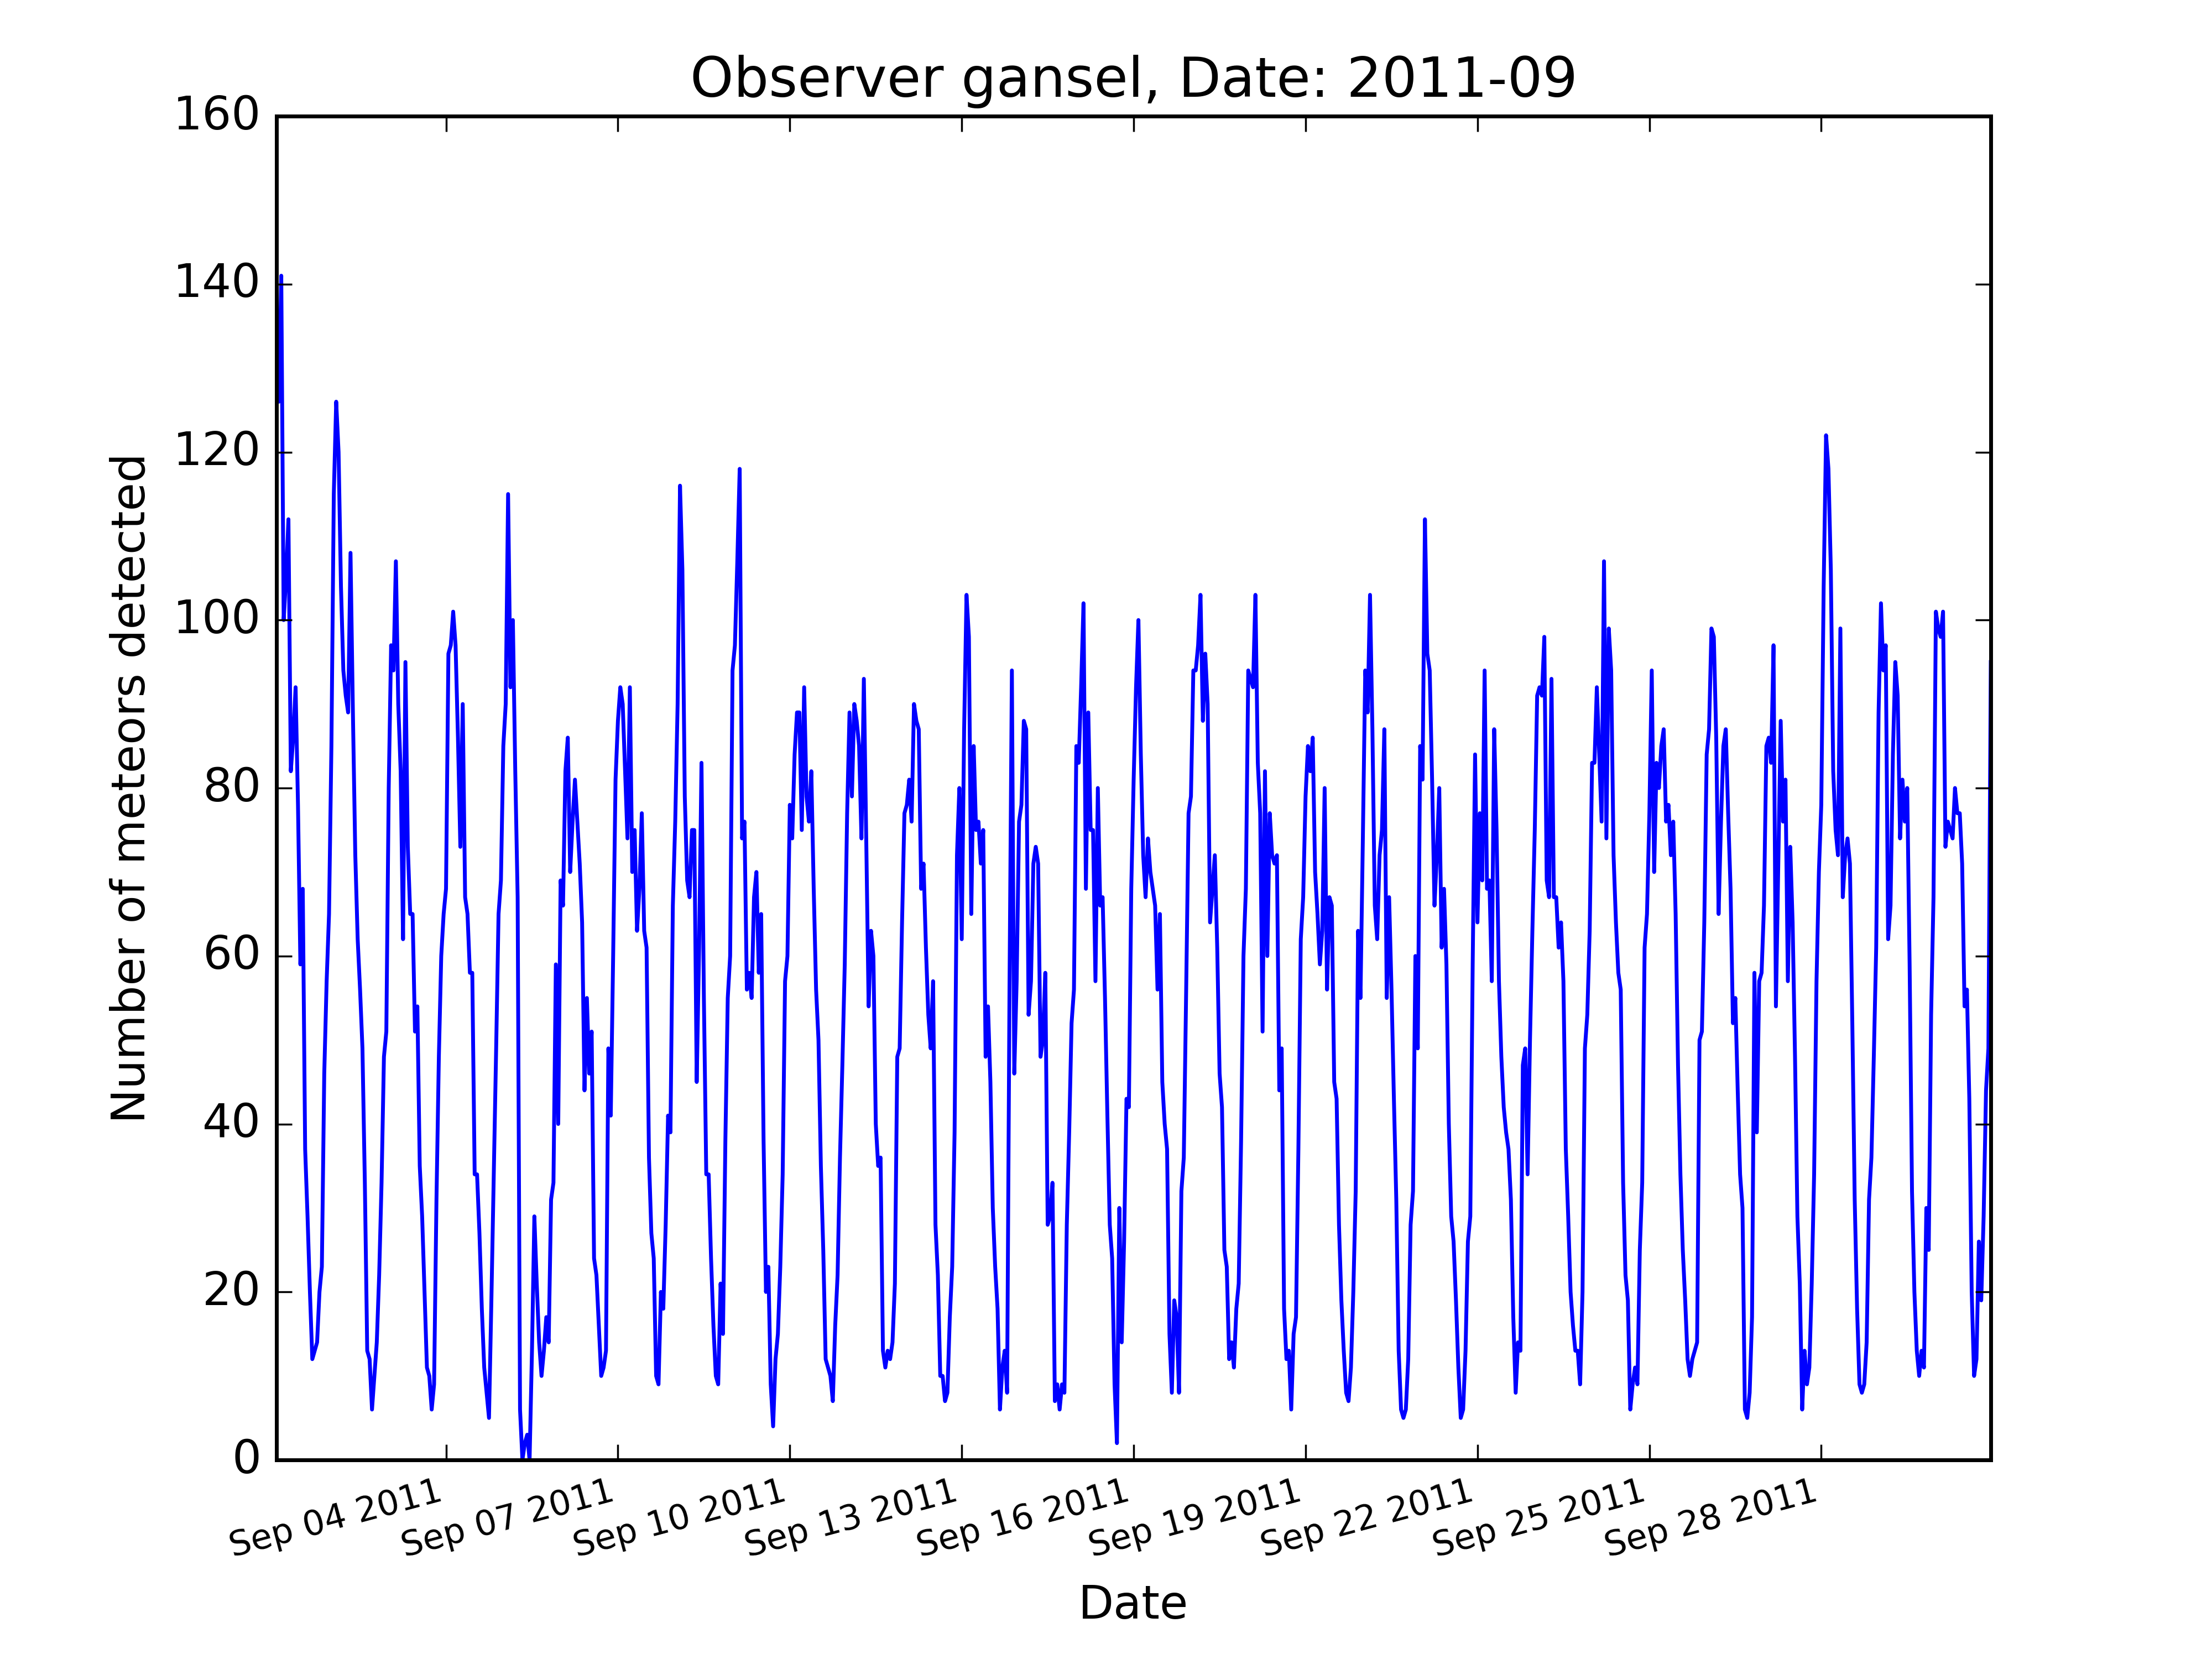 Observer gansel, Date: 2011-09
Number of meteors detected
160
140
120
100
80
60
40
20
0
Sep 04 2011
Sep 07 2011
Sep 10 2011
Sep 13 2011
Sep 16 2011
Sep 19 2011
Sep 22 2011
Sep 25 2011
Sep 28 2011
Date